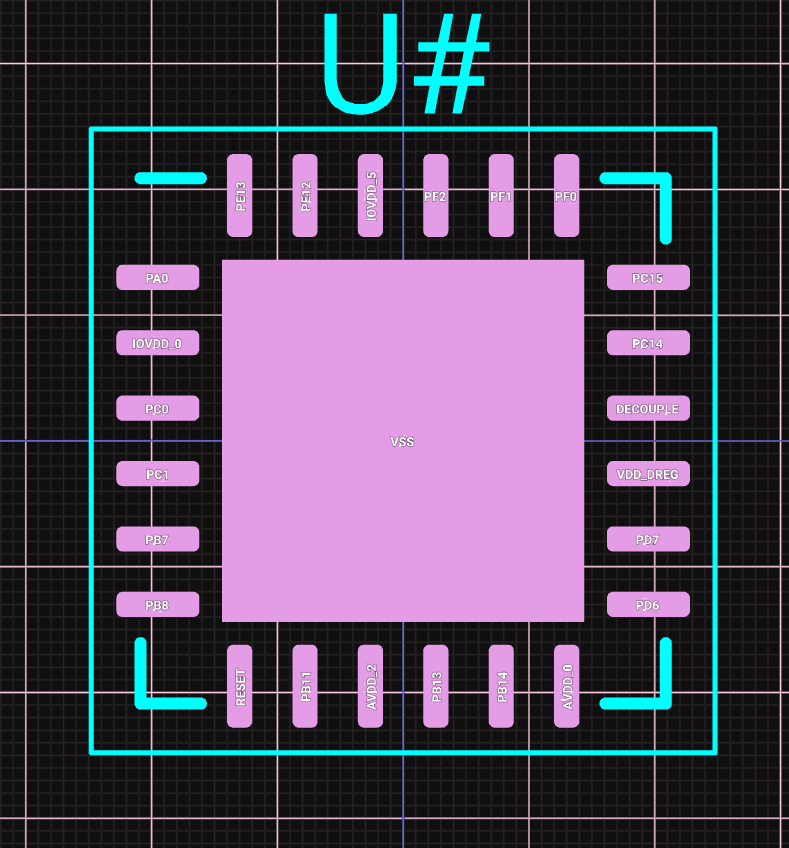 U#
PE13
PE12
IOVDD_5
PF2
PF1
PF0
PA0
PC15
IOVDD_0
PC14
PC0
DECOUPLE
VSS
PC1
VDD_DREG
PB7
PD7
PB8
PD6
RESET
PB11
AVDD_2
PB13
PB14
AVDD_0